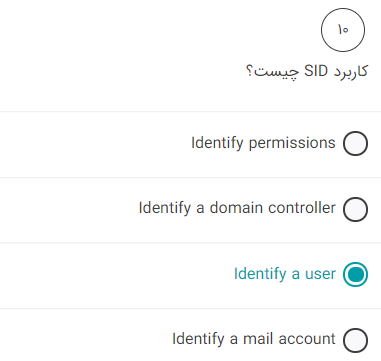 ۱۰
کاربرد SID چیست؟
Identify permissions
Identify a domain controller
Identify a user
Identify a mail account